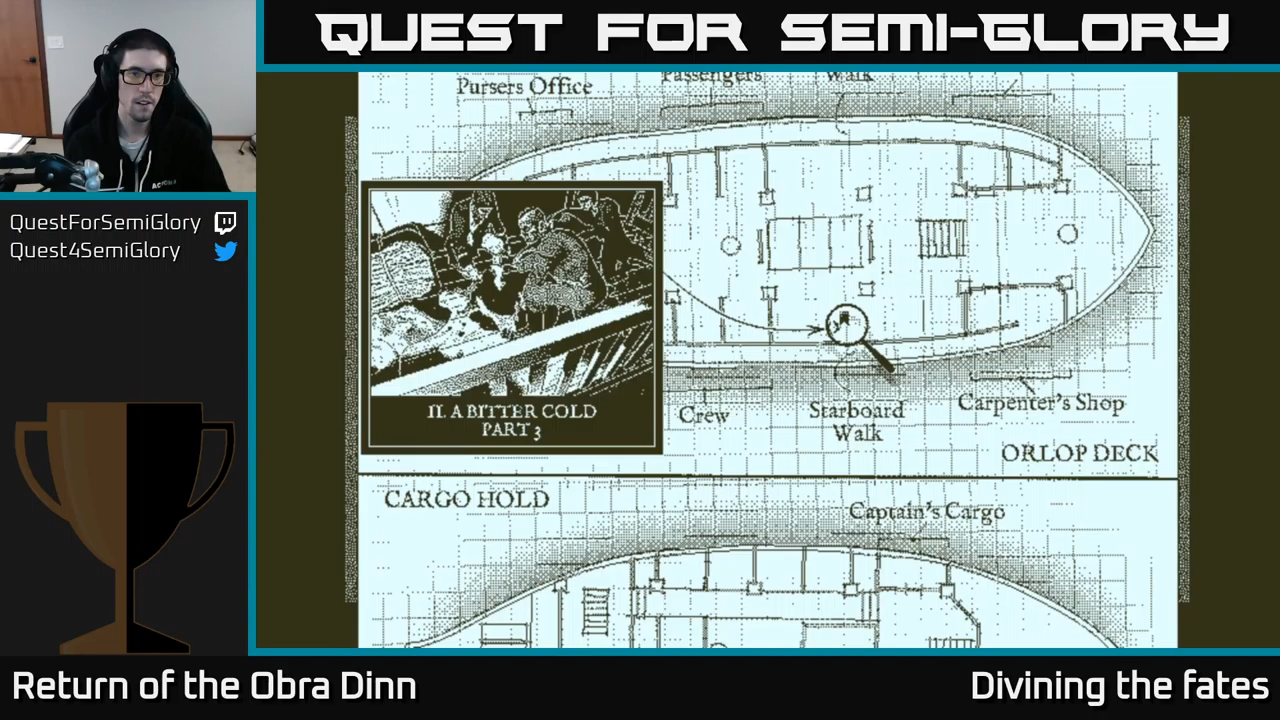 QUEST FOR SEMI-GLORY
QuestForSemiGlory
Quest4SemiGlory
Pursers Office
Passengers
Walk
II. A BITTER COLD
PART 3
Crew
Starboard
Walk
Carpenter's Shop
ORLOP DECK
CARGO HOLD
Captain's Cargo
Return of the Obra Dinn
Divining the fates